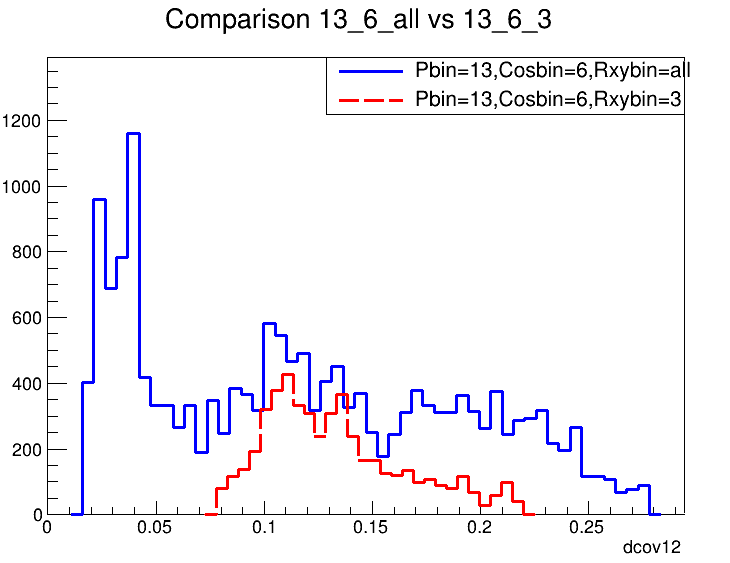 Comparison 13_6_all vs 13_6_3
Pbin=13,Cosbin=6,Rxybin=all
Pbin=13,Cosbin=6,Rxybin=3
1200
1000
800
600
400
200
0
0 0.05 0.1 0.15 0.2 0.25
dcov12